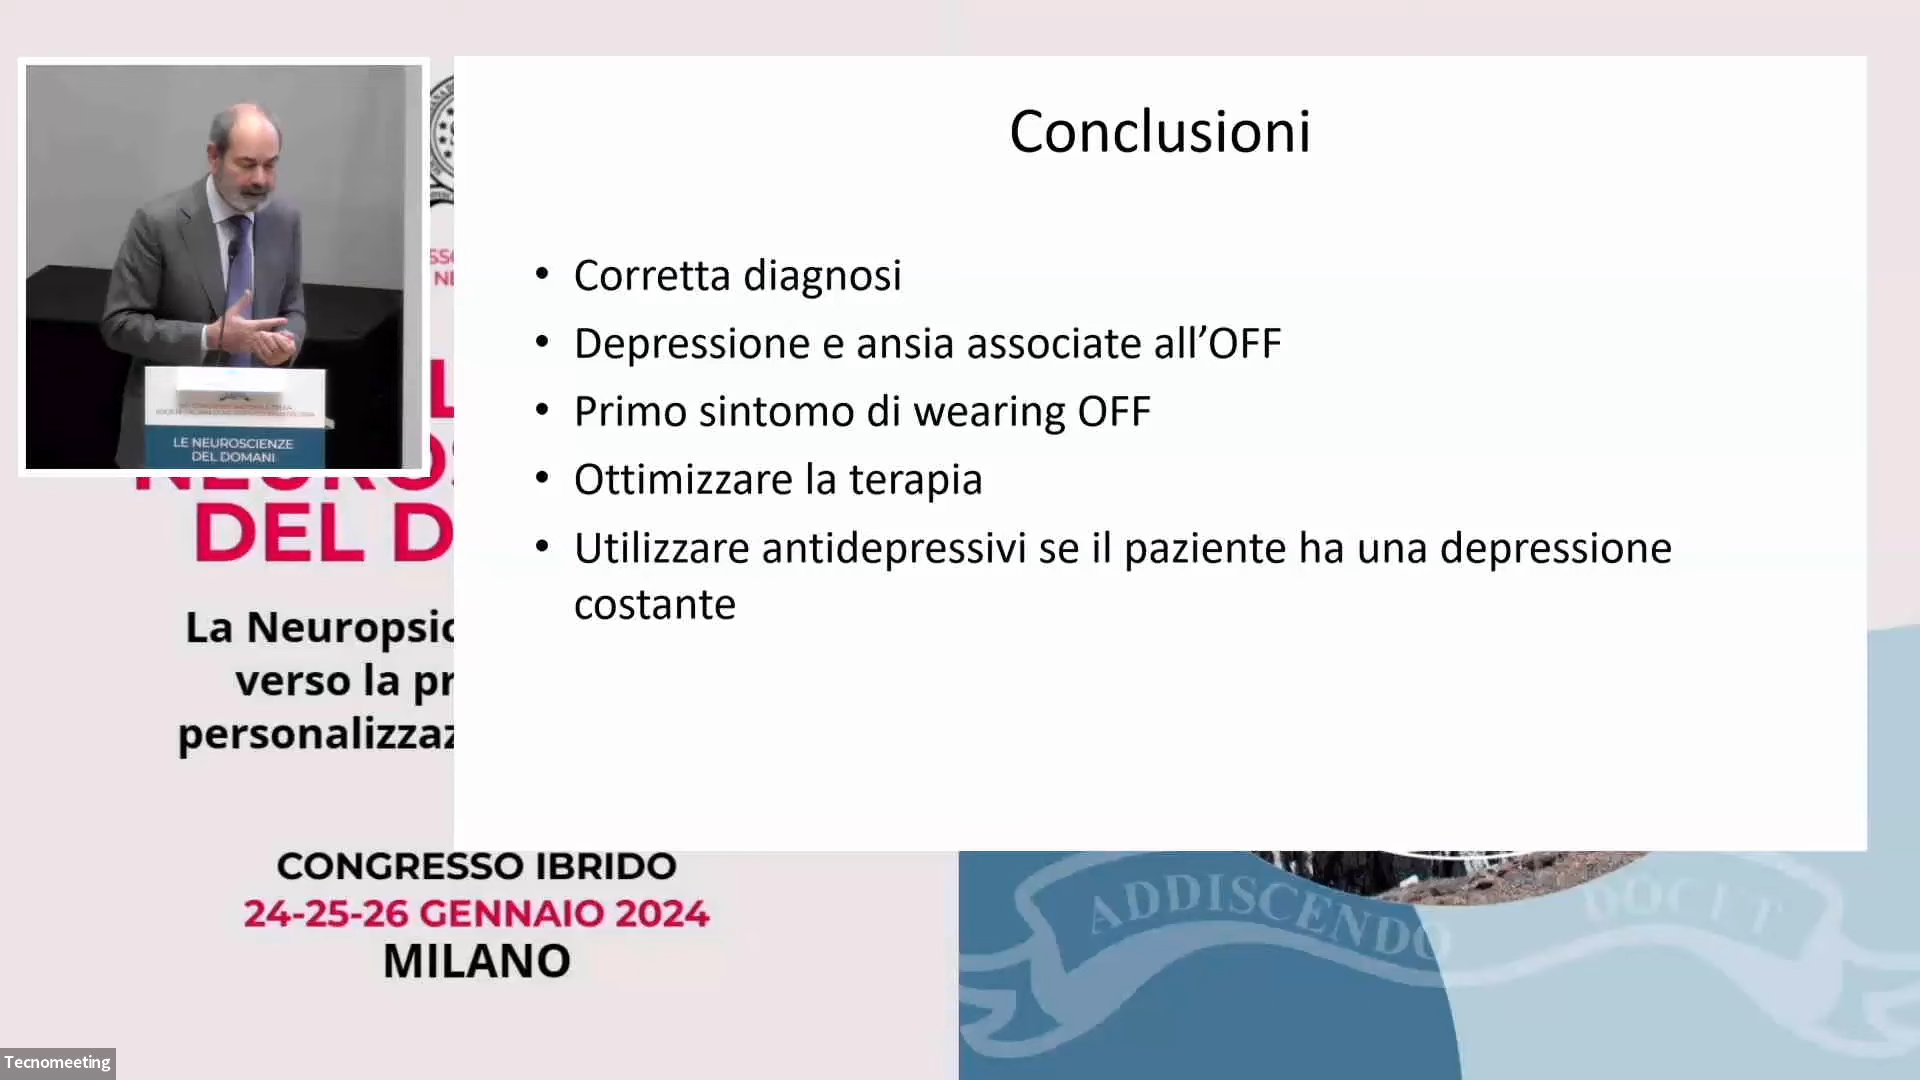 Conclusioni
• Corretta diagnosi
• Depressione e ansia associate all’OFF
• Primo sintomo di wearing OFF
• Ottimizzare la terapia
• Utilizzare antidepressivi se il paziente ha una depressione
costante
LE NEUROSCIENZE
DEL DOMANI
DEL D
La Neuropsic
verso la pr
personalizzaz
CONGRESSO IBRIDO
24-25-26 GENNAIO 2024
MILANO
ADDISCENDO DOCET
Tecnomeeting